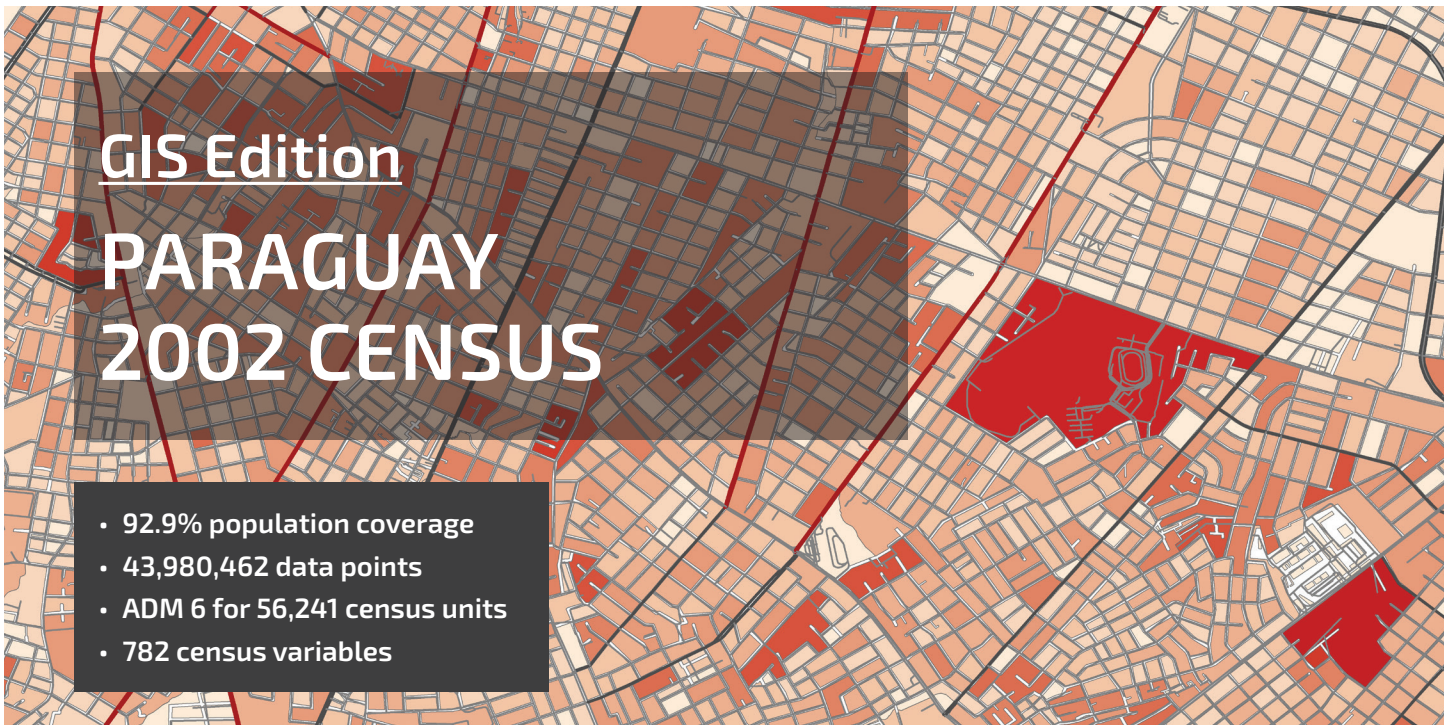 GIS Edition
PARAGUAY
2002 CENSUS
• 92.9% population coverage
• 43,980,462 data points
• ADM 6 for 56,241 census units
• 782 census variables